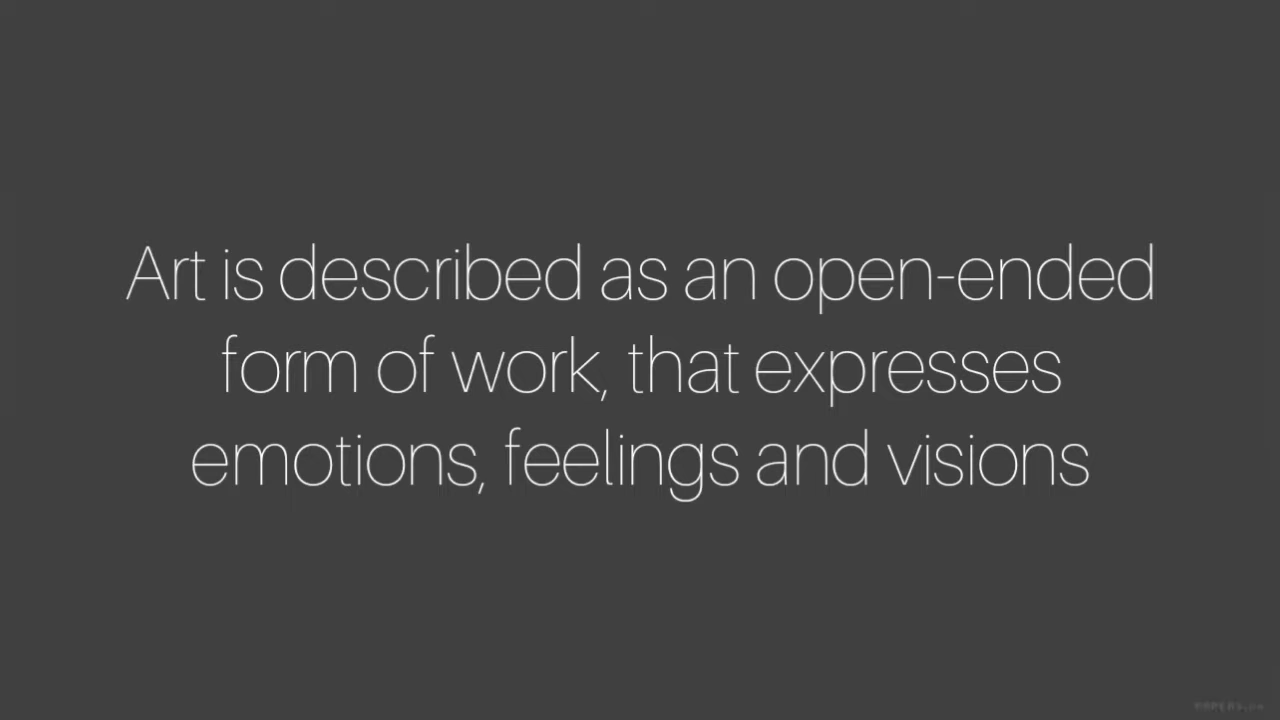 Art is described as an open-ended
form of work, that expresses
emotions, feelings and visions